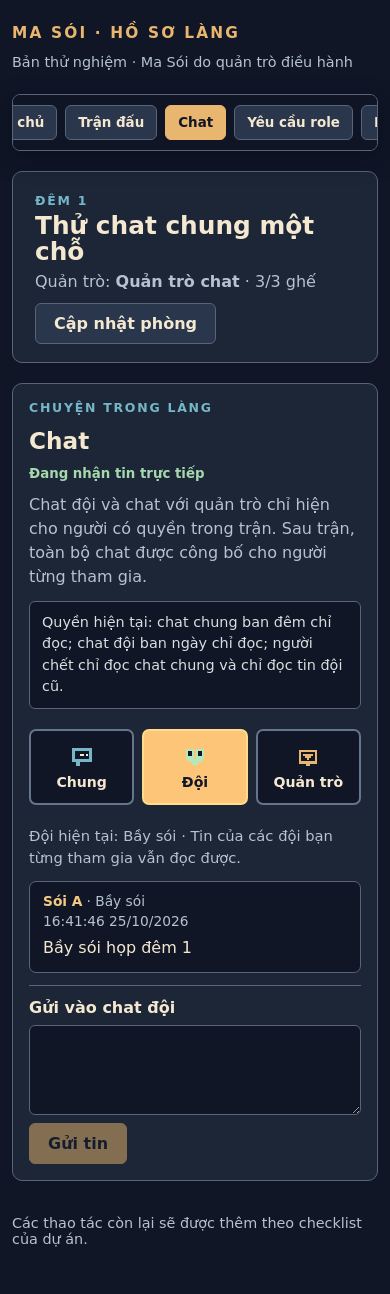 MA SÓI · HỒ SƠ LÀNG
Bản thử nghiệm · Ma Sói do quản trò điều hành
chủ
Trận đấu
Chat
Yêu cầu role
ĐÊM 1
Thử chat chung một
chỗ
Quản trò: Quản trò chat · 3/3 ghế
Cập nhật phòng
CHUYỆN TRONG LÀNG
Chat
Đang nhận tin trực tiếp
Chat đội và chat với quản trò chỉ hiện
cho người có quyền trong trận. Sau trận,
toàn bộ chat được công bố cho người
từng tham gia.
Quyền hiện tại: chat chung ban đêm chỉ
đọc; chat đội ban ngày chỉ đọc; người
chết chỉ đọc chat chung và chỉ đọc tin đội
cũ.
Chung
Đội
Quản trò
Đội hiện tại: Bầy sói · Tin của các đội bạn
từng tham gia vẫn đọc được.
Sói A · Bầy sói
16:41:46 25/10/2026
Bầy sói họp đêm 1
Gửi vào chat đội
Gửi tin
Các thao tác còn lại sẽ được thêm theo checklist
của dự án.